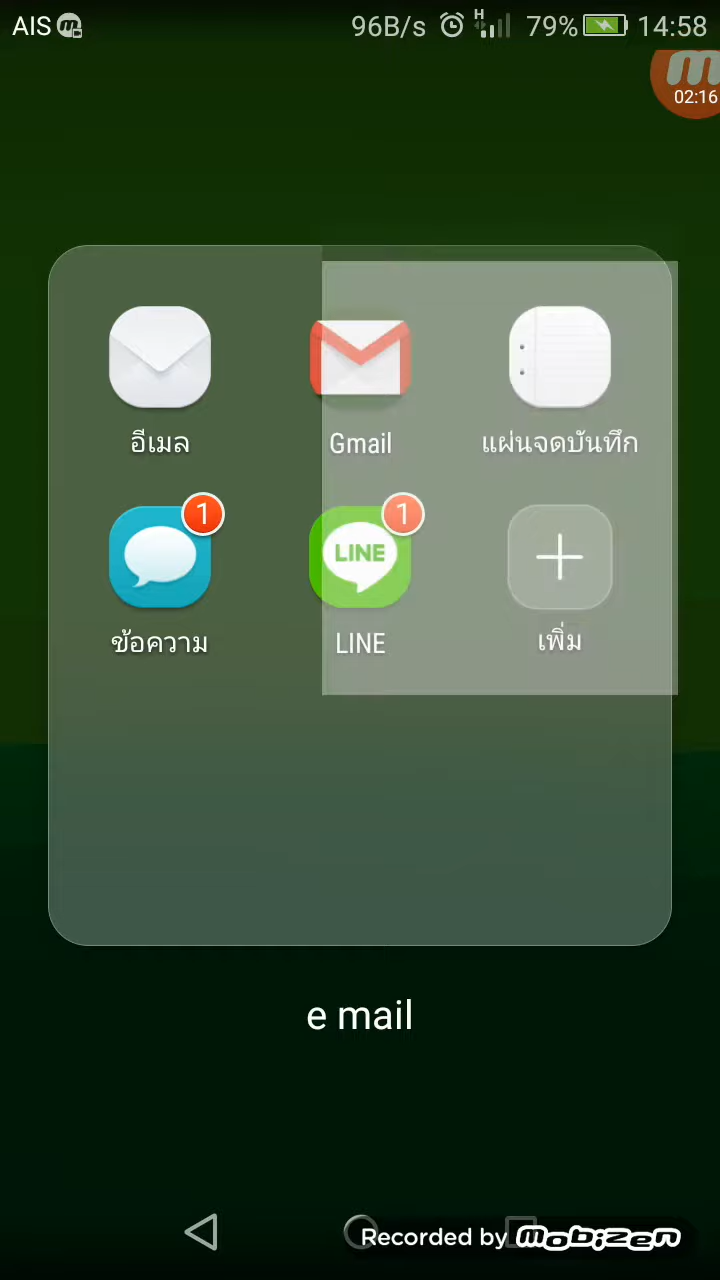 AIS 96B/s H 79% 14:58
02:16
อีเมล Gmail แผ่นจดบันทึก
1 1
LINE
ข้อความ LINE เพิ่ม
e mail
Recorded by mobizen